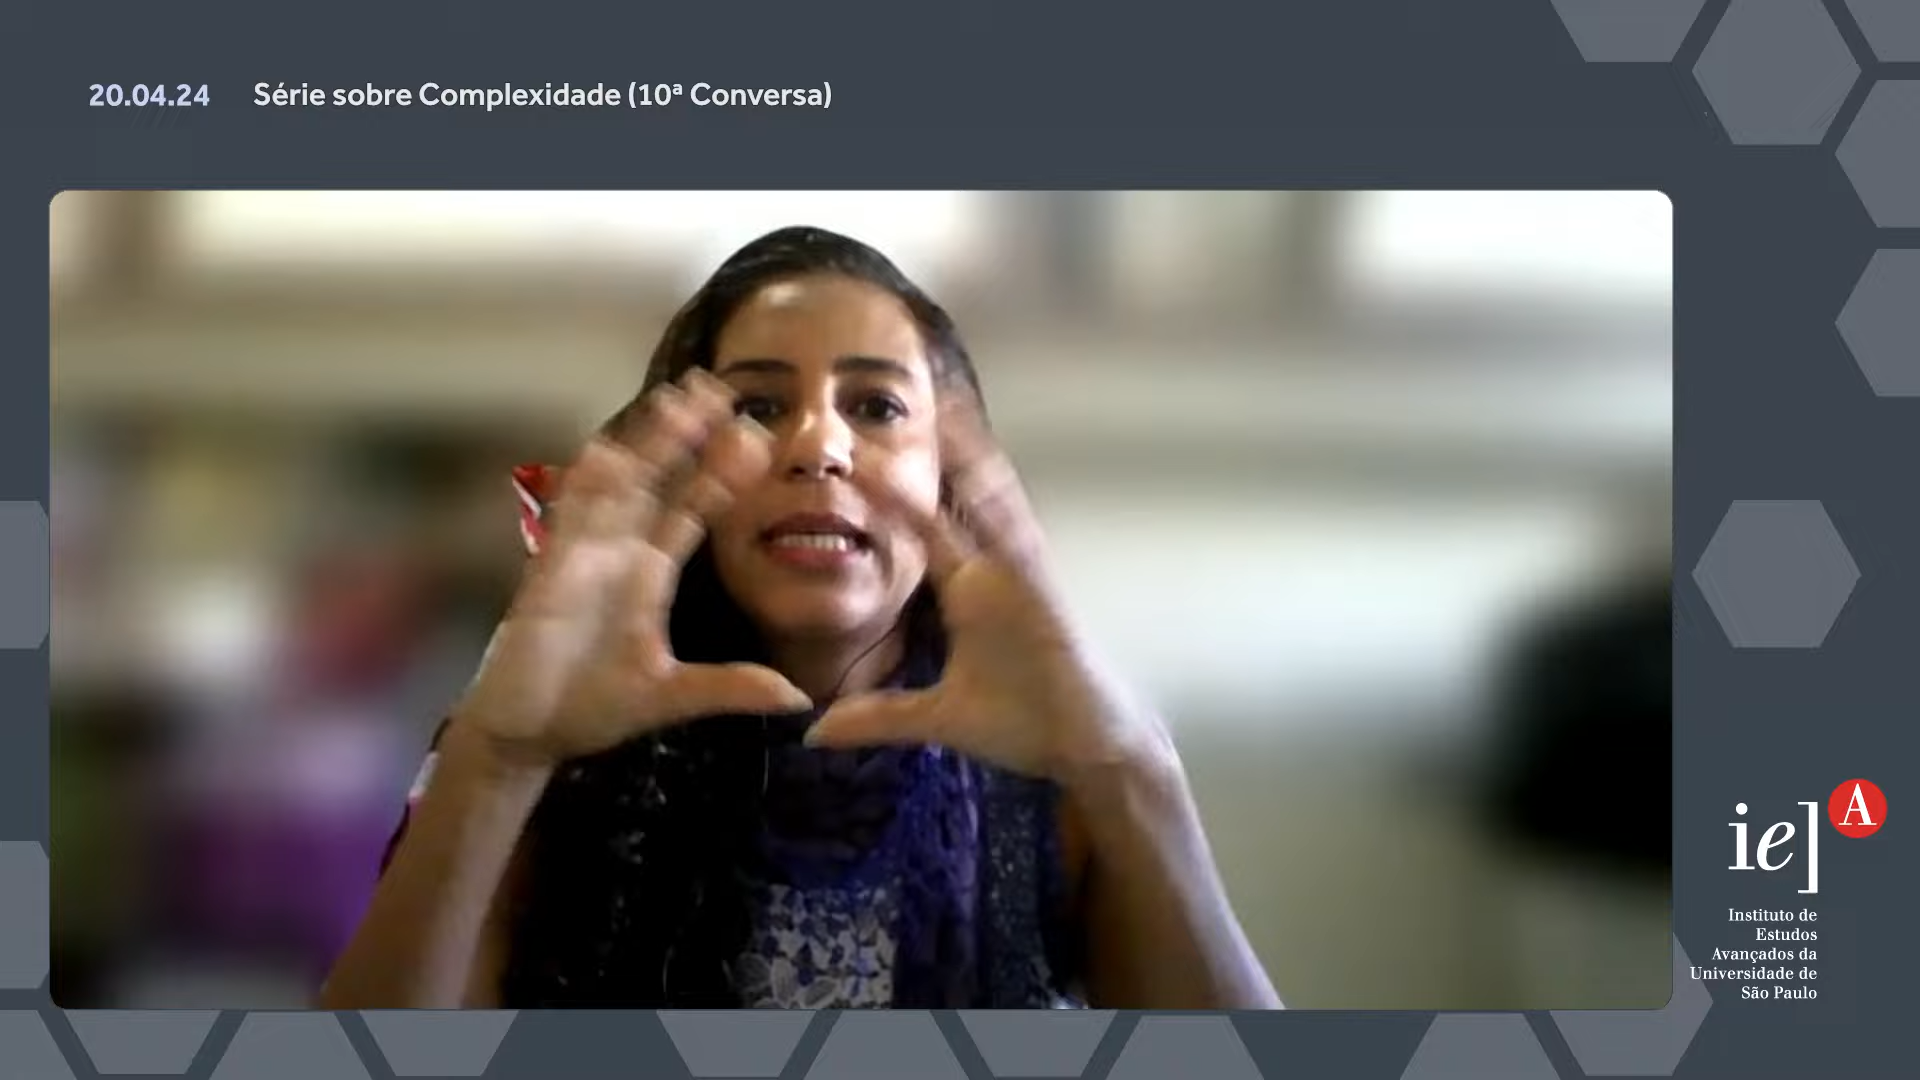 20.04.24 Série sobre Complexidade (10ª Conversa)
ie] A
Instituto de
Estudos
Avançados da
Universidade de
São Paulo